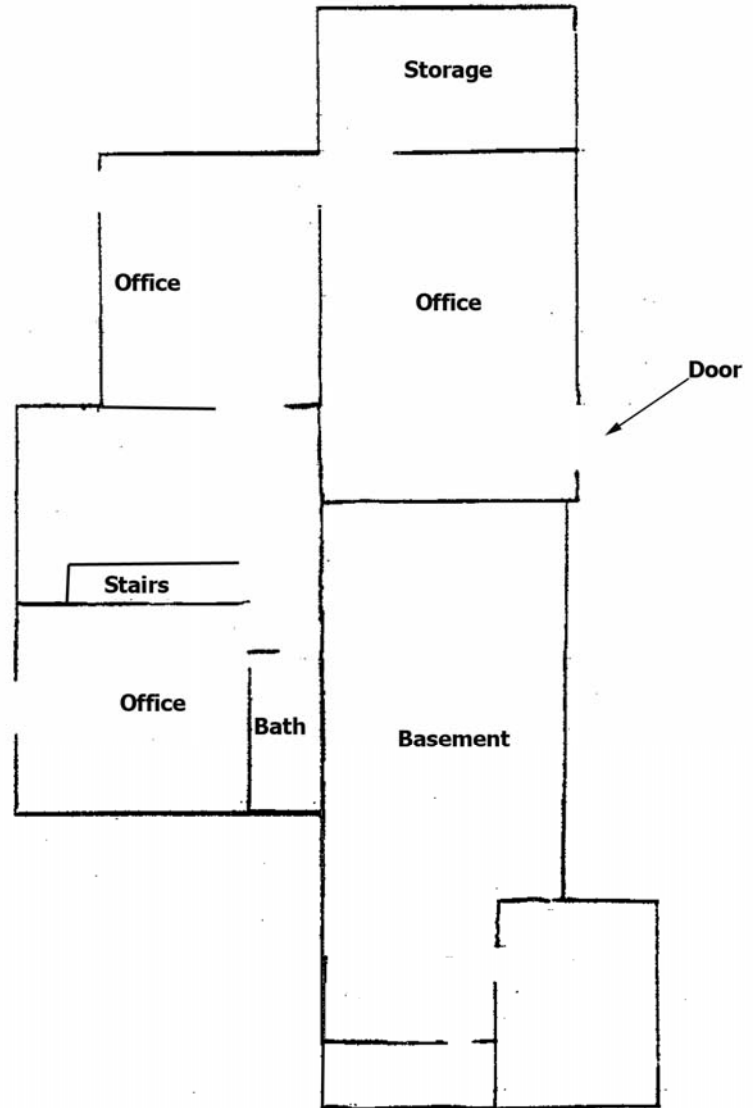 Storage
Office
Office
Door
Stairs
Office
Bath
Basement